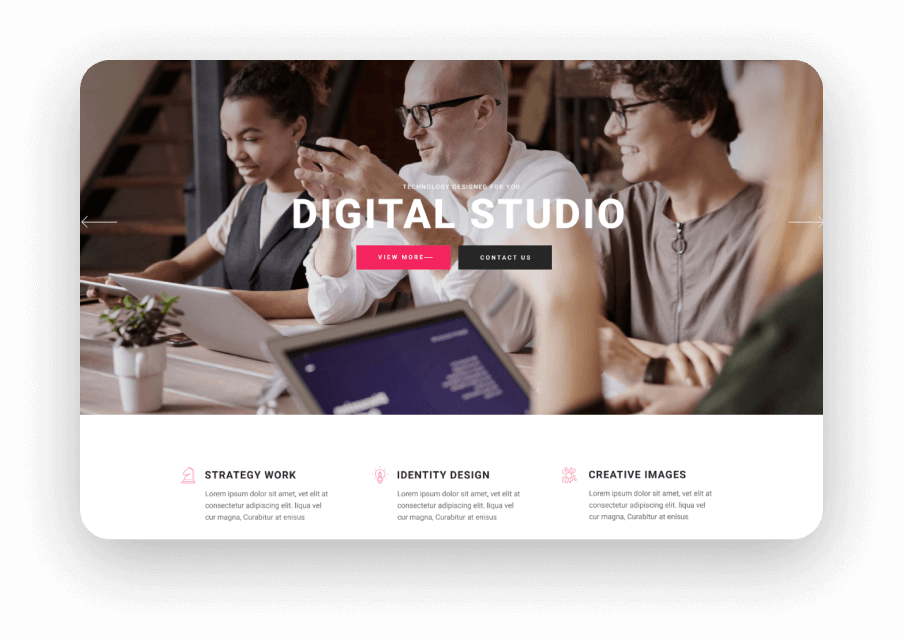 TECHNOLOGY DESIGNED FOR YOU
DIGITAL STUDIO
VIEW MORE
CONTACT US
STRATEGY WORK
Lorem ipsum dolor sit amet, vet elit at
consectetur adipiscing elit. liqua vel
cur magna, Curabitur at enisus
IDENTITY DESIGN
Lorem ipsum dolor sit amet, vet elit at
consectetur adipiscing elit. liqua vel
cur magna, Curabitur at enisus
CREATIVE IMAGES
Lorem ipsum dolor sit amet, vet elit at
consectetur adipiscing elit. liqua vel
cur magna, Curabitur at enisus